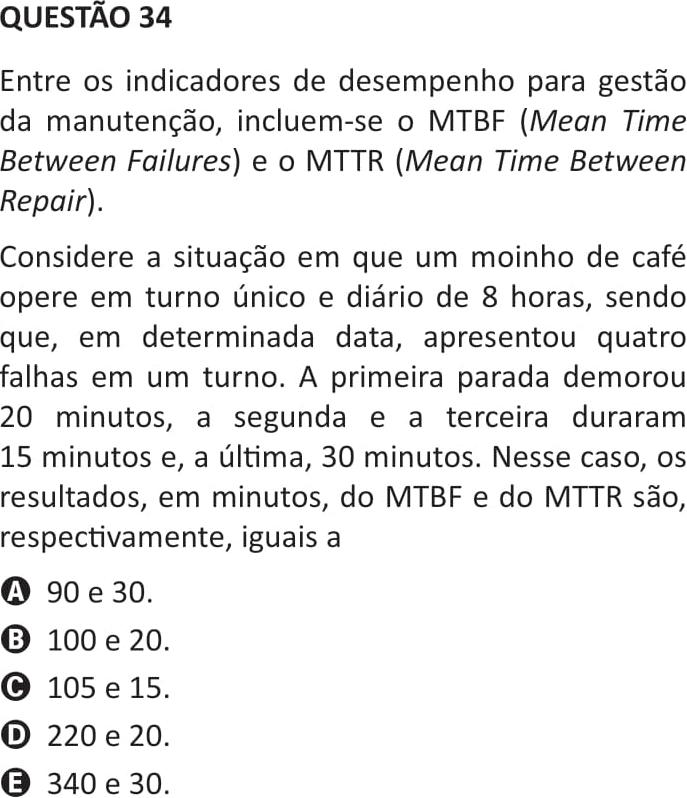 QUESTÃO 34
Entre os indicadores de desempenho para gestão
da manutenção, incluem-se o MTBF (Mean Time
Between Failures) e o MTTR (Mean Time Between
Repair).
Considere a situação em que um moinho de café
opere em turno único e diário de 8 horas, sendo
que, em determinada data, apresentou quatro
falhas em um turno. A primeira parada demorou
20 minutos, a segunda e a terceira duraram
15 minutos e, a última, 30 minutos. Nesse caso, os
resultados, em minutos, do MTBF e do MTTR são,
respectivamente, iguais a
A 90 e 30.
B 100 e 20.
C 105 e 15.
D 220 e 20.
E 340 e 30.